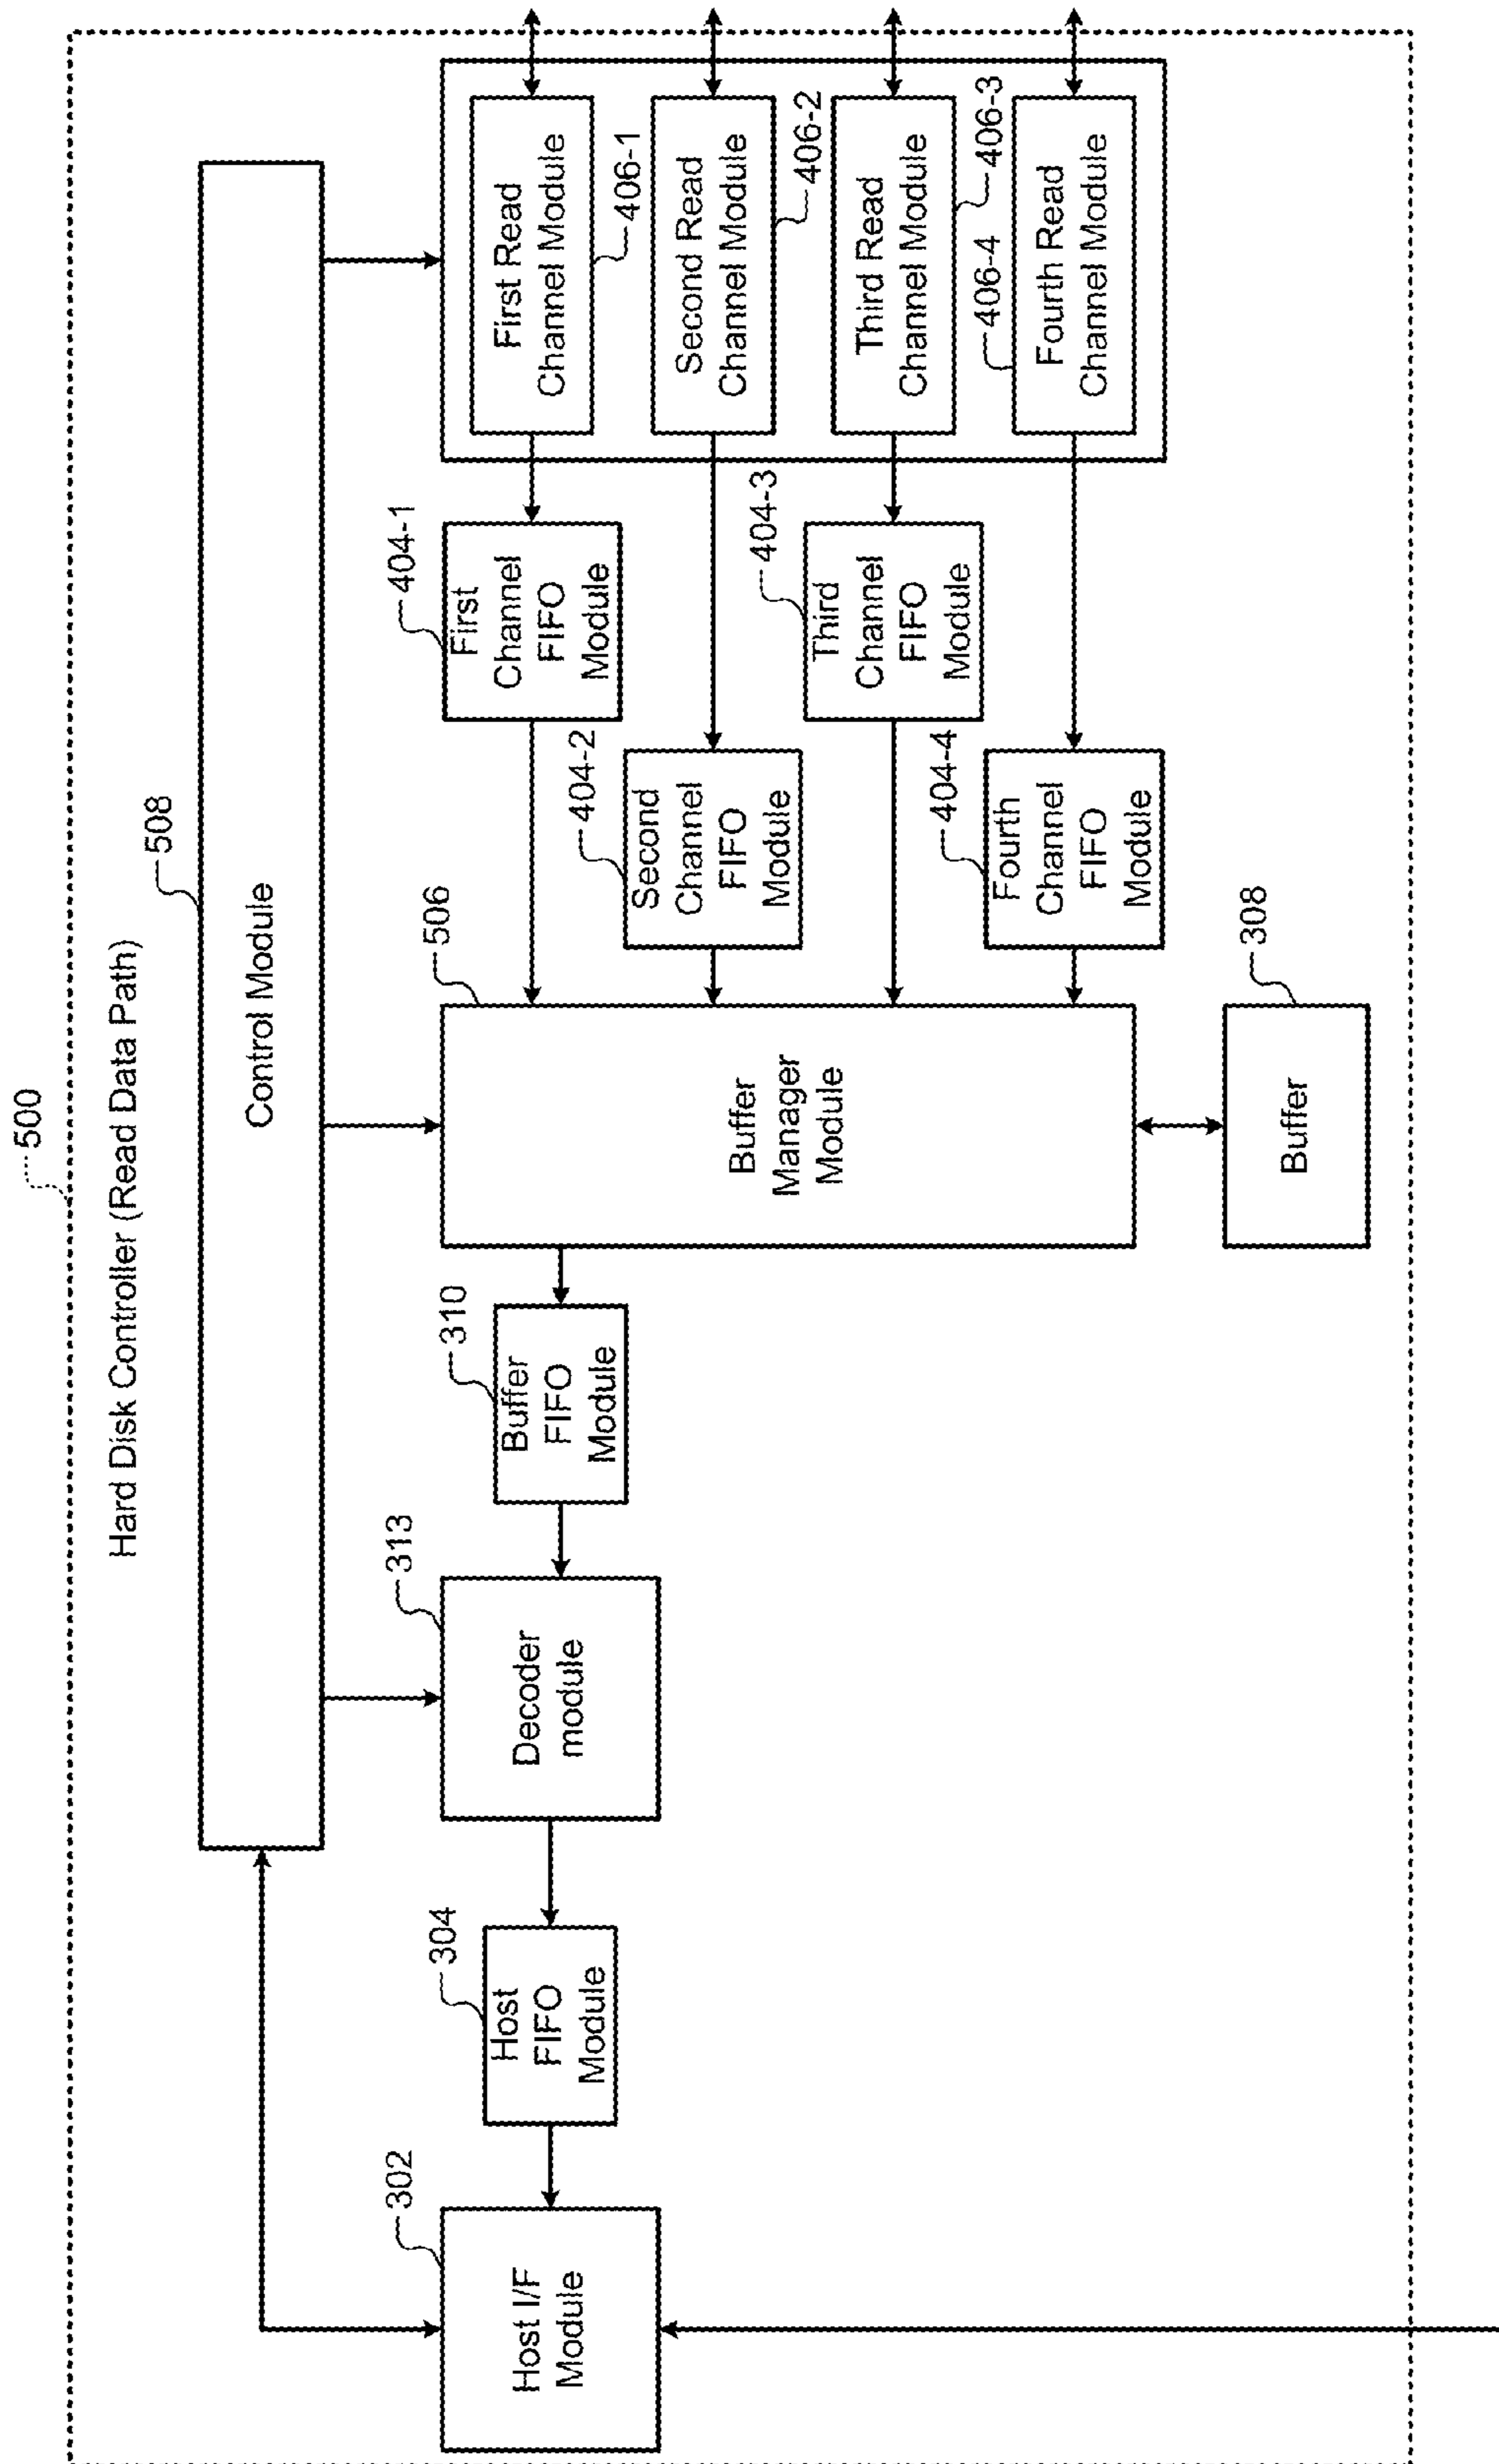 500
Hard Disk Controller (Read Data Path)
508
Control Module
302
Host I/F
Module
304
Host
FIFO
Module
313
Decoder
module
310
Buffer
FIFO
Module
506
Buffer
Manager
Module
308
Buffer
404-1
First
Channel
FIFO
Module
404-2
Second
Channel
FIFO
Module
404-3
Third
Channel
FIFO
Module
404-4
Fourth
Channel
FIFO
Module
First Read
Channel Module
406-1
Second Read
Channel Module
406-2
Third Read
Channel Module
406-3
406-4
Fourth Read
Channel Module